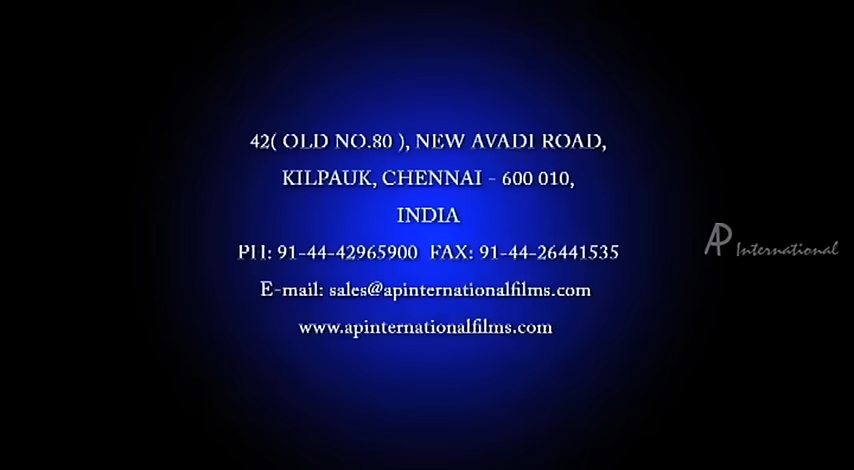 42( OLD NO.80 ), NEW AVADI ROAD,
KILPAUK, CHENNAI - 600 010,
INDIA
PH: 91-44-42965900 FAX: 91-44-26441535
E-mail: sales@apinternationalfilms.com
www.apinternationalfilms.com
AP International